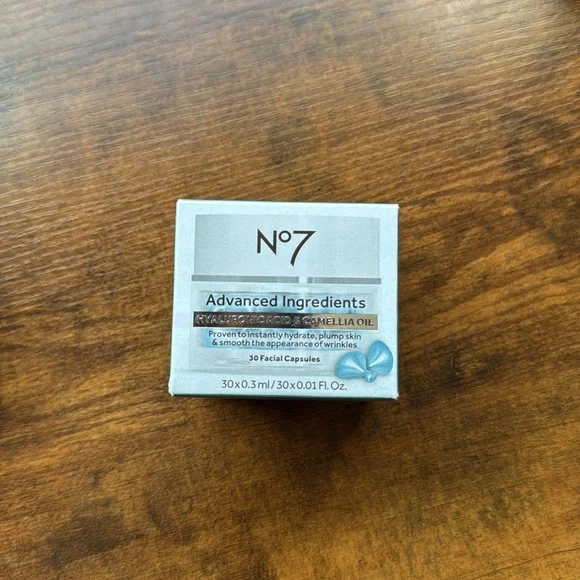 Nº7
Advanced Ingredients
HYALURONIC ACID & CAMELLIA OIL
Proven to instantly hydrate, plump skin
& smooth the appearance of wrinkles
30 Facial Capsules
30 x 0.3 ml / 30 x 0.01 Fl. Oz.